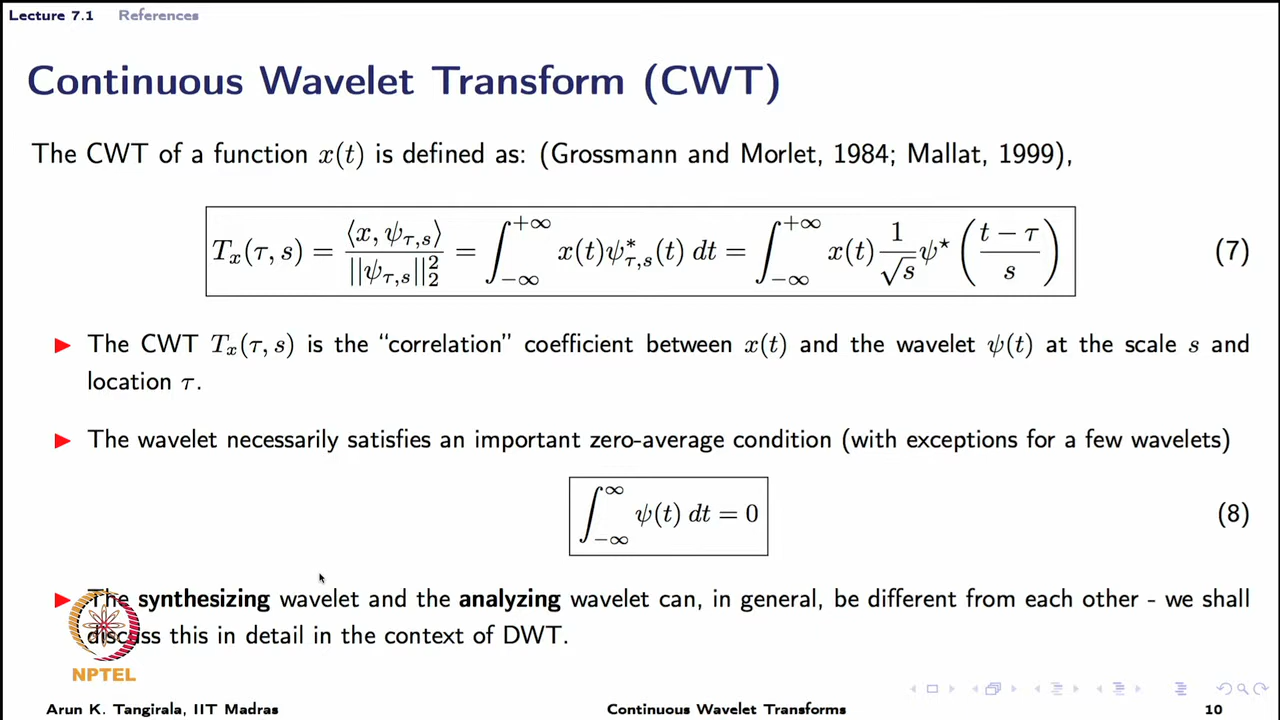 Lecture 7.1 References
Continuous Wavelet Transform (CWT)
The CWT of a function x(t) is defined as: (Grossmann and Morlet, 1984; Mallat, 1999),
T_x(τ, s) = ⟨x, ψ_{τ,s}⟩ / ||ψ_{τ,s}||_2^2 = ∫_{−∞}^{+∞} x(t)ψ^*_{τ,s}(t) dt = ∫_{−∞}^{+∞} x(t) 1/√s ψ^⋆((t − τ)/s) (7)
▶ The CWT T_x(τ, s) is the “correlation” coefficient between x(t) and the wavelet ψ(t) at the scale s and
location τ.
▶ The wavelet necessarily satisfies an important zero-average condition (with exceptions for a few wavelets)
∫_{−∞}^{∞} ψ(t) dt = 0 (8)
▶ The synthesizing wavelet and the analyzing wavelet can, in general, be different from each other - we shall
discuss this in detail in the context of DWT.
NPTEL
Arun K. Tangirala, IIT Madras Continuous Wavelet Transforms 10